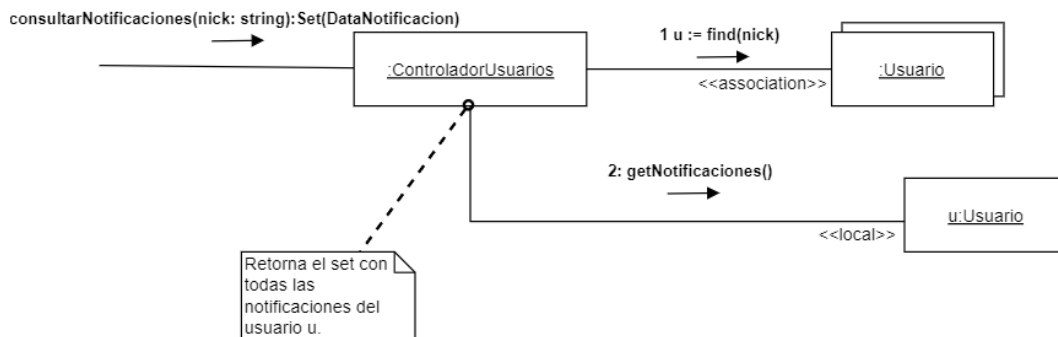 consultarNotificaciones(nick: string):Set(DataNotificacion)
1 u := find(nick)
:ControladorUsuarios
:Usuario
<<association>>
2: getNotificaciones()
u:Usuario
<<local>>
Retorna el set con
todas las
notificaciones del
usuario u.